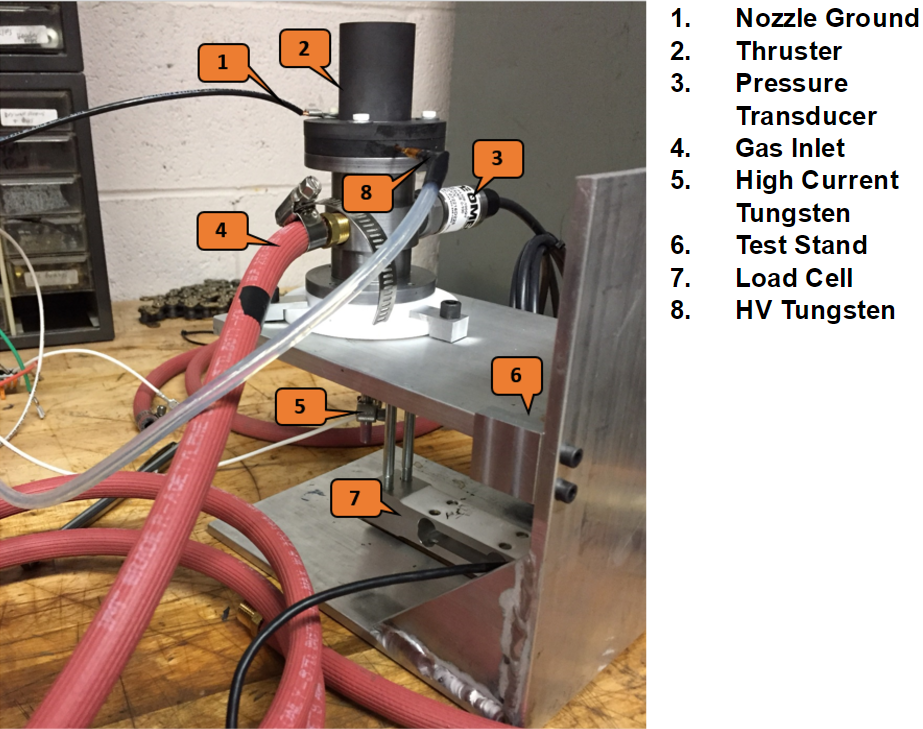 1. Nozzle Ground
2. Thruster
3. Pressure
Transducer
4. Gas Inlet
5. High Current
Tungsten
6. Test Stand
7. Load Cell
8. HV Tungsten
1
2
3
8
4
6
5
7